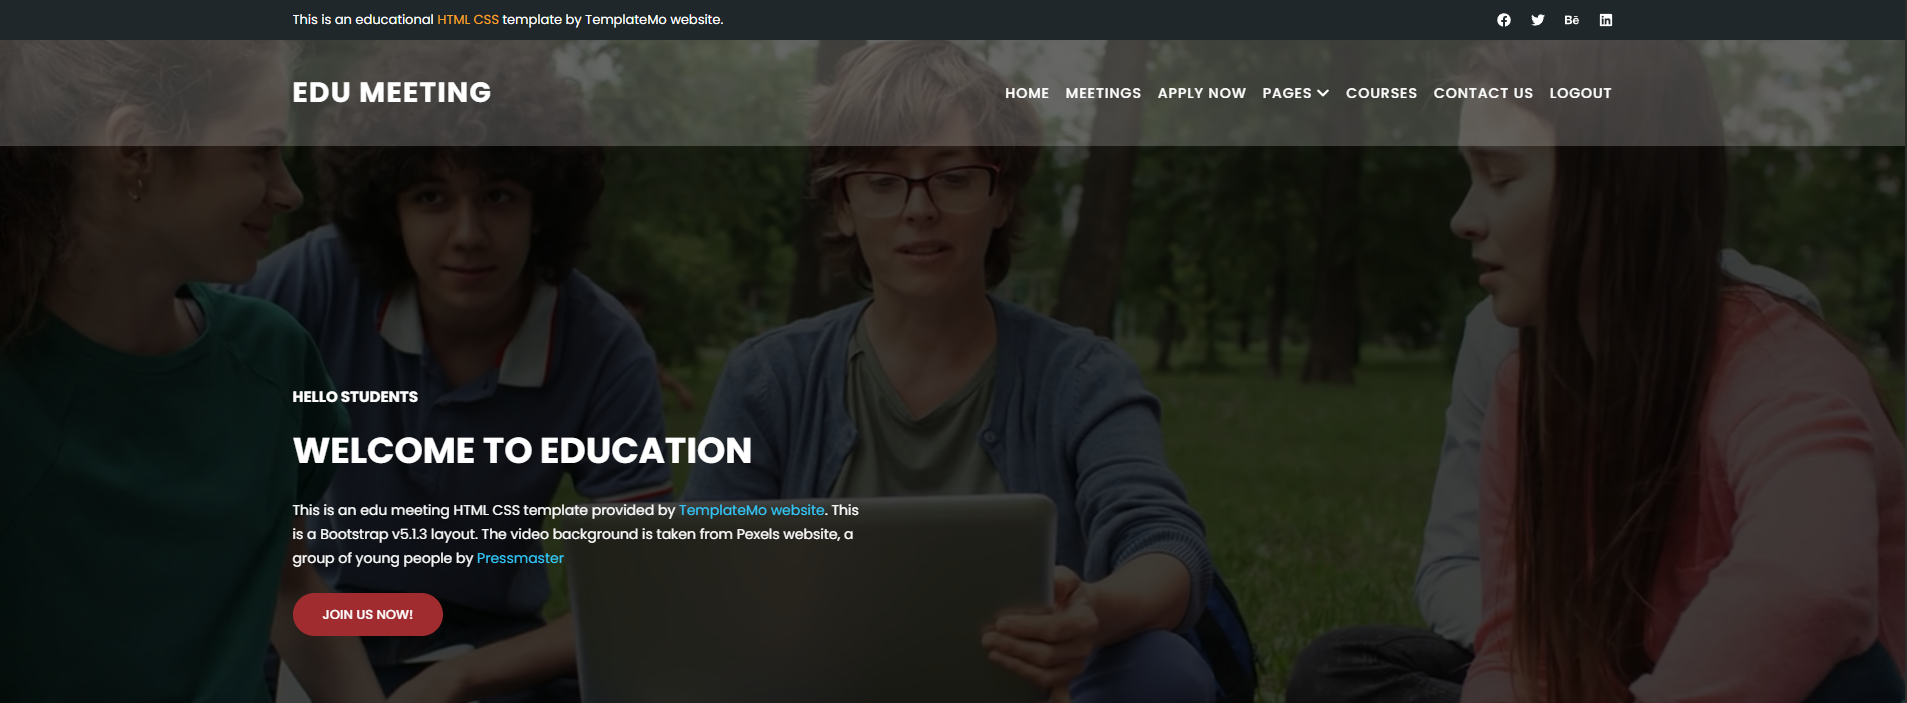 This is an educational HTML CSS template by TemplateMo website.
EDU MEETING
HOME MEETINGS APPLY NOW PAGES COURSES CONTACT US LOGOUT
HELLO STUDENTS
WELCOME TO EDUCATION
This is an edu meeting HTML CSS template provided by TemplateMo website. This
is a Bootstrap v5.1.3 layout. The video background is taken from Pexels website, a
group of young people by Pressmaster
JOIN US NOW!